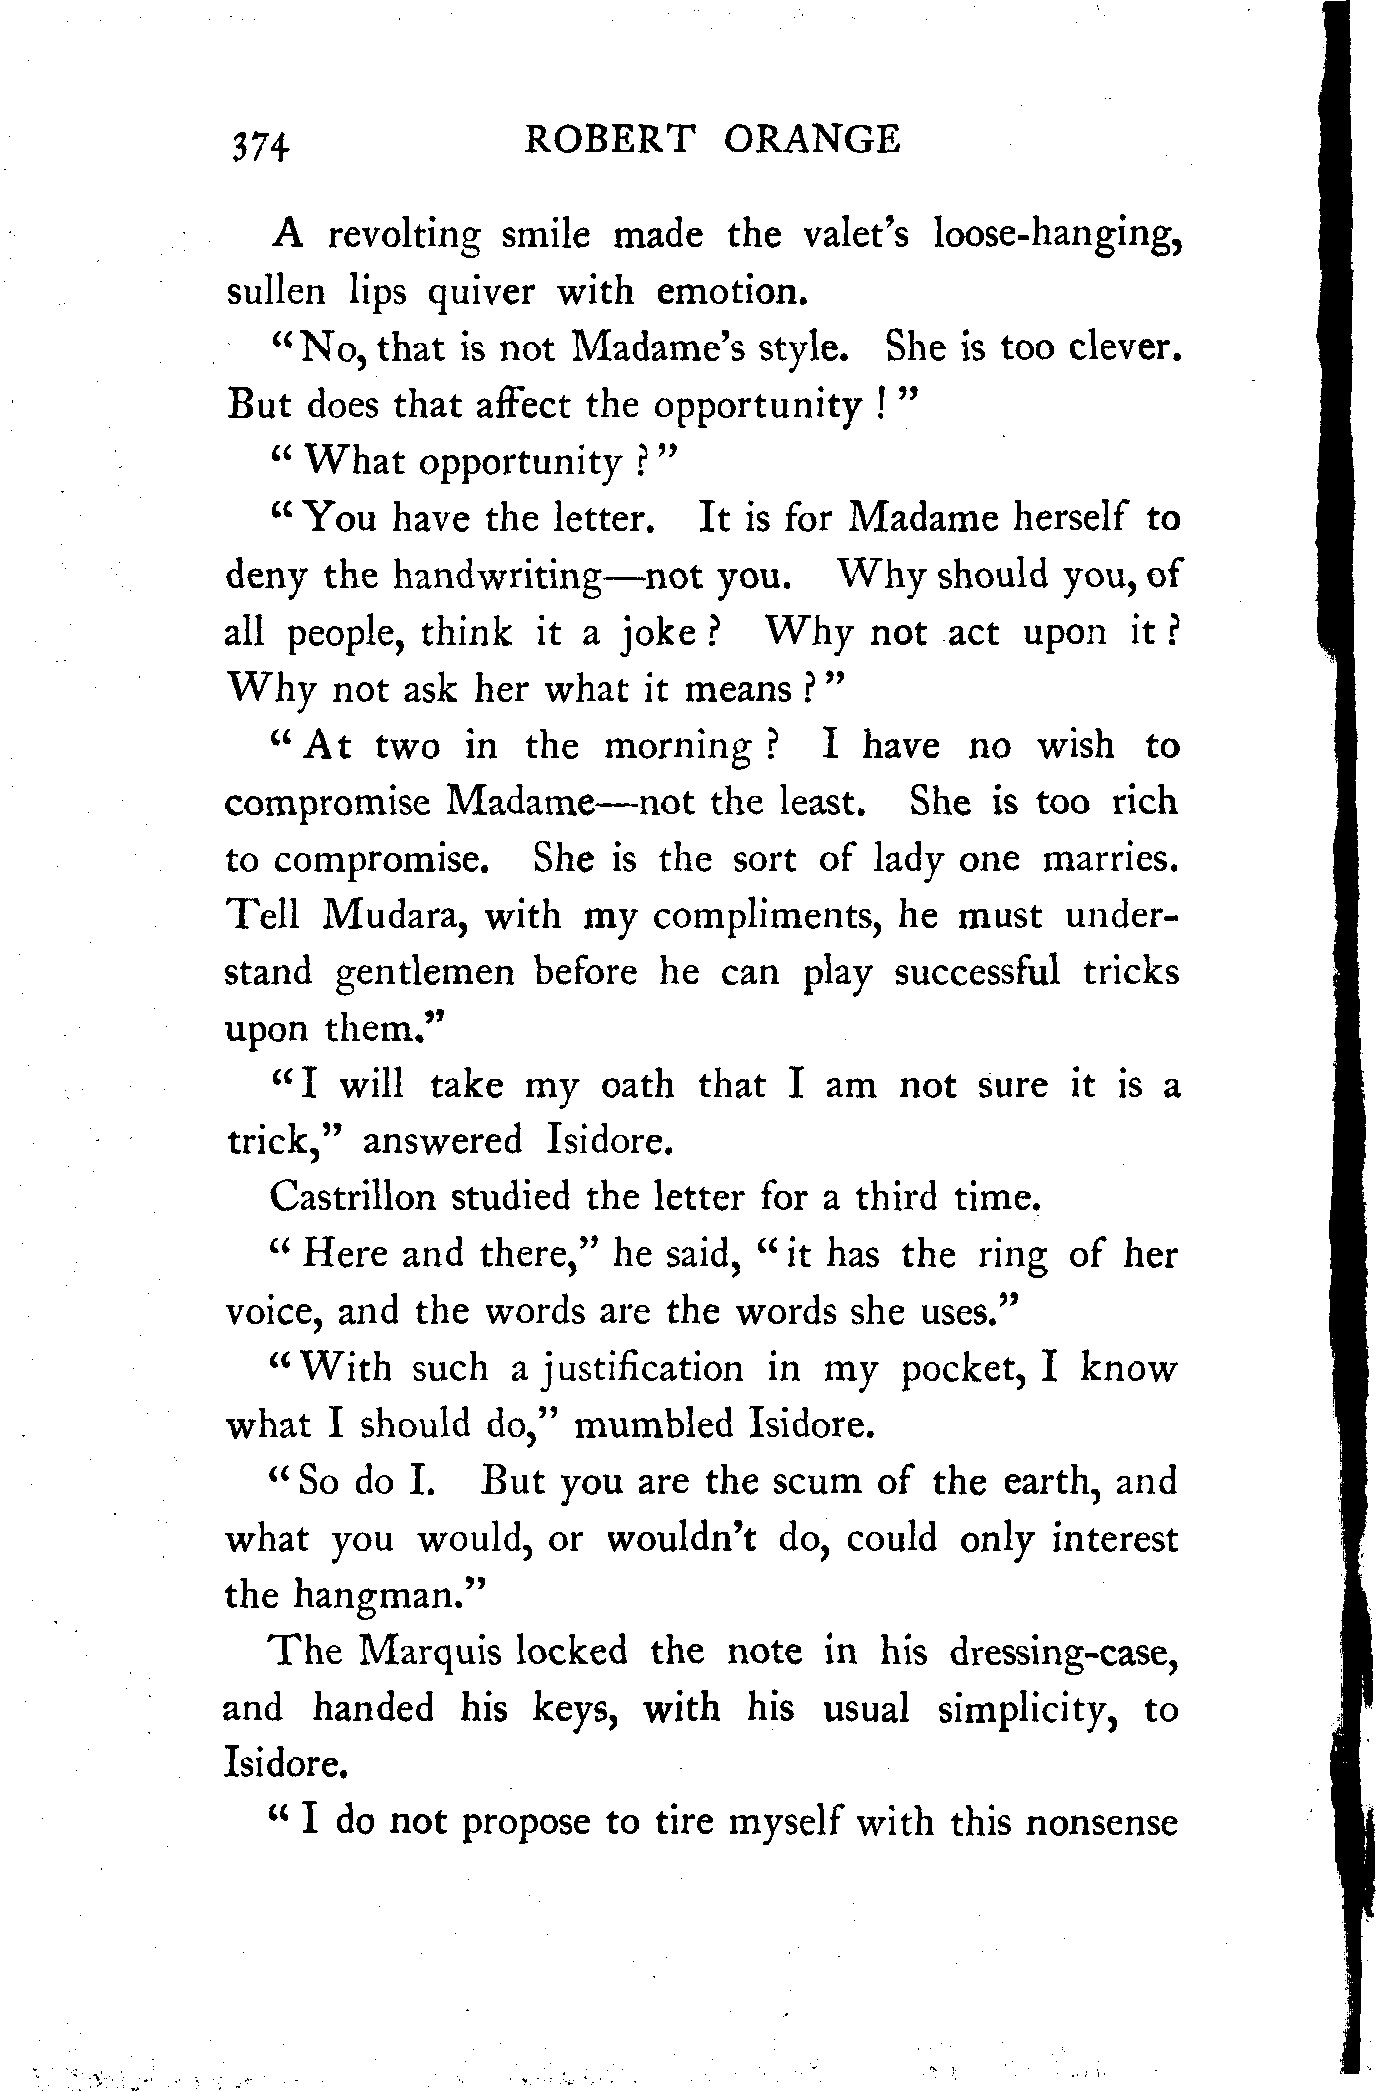 374 ROBERT ORANGE
A revolting smile made the valet's loose-hanging,
sullen lips quiver with emotion.
"No, that is not Madame's style. She is too clever.
But does that affect the opportunity!"
"What opportunity?"
"You have the letter. It is for Madame herself to
deny the handwriting—not you. Why should you, of
all people, think it a joke? Why not act upon it?
Why not ask her what it means?"
"At two in the morning? I have no wish to
compromise Madame—not the least. She is too rich
to compromise. She is the sort of lady one marries.
Tell Mudara, with my compliments, he must under-
stand gentlemen before he can play successful tricks
upon them."
"I will take my oath that I am not sure it is a
trick," answered Isidore.
Castrillon studied the letter for a third time.
"Here and there," he said, "it has the ring of her
voice, and the words are the words she uses."
"With such a justification in my pocket, I know
what I should do," mumbled Isidore.
"So do I. But you are the scum of the earth, and
what you would, or wouldn't do, could only interest
the hangman."
The Marquis locked the note in his dressing-case,
and handed his keys, with his usual simplicity, to
Isidore.
"I do not propose to tire myself with this nonsense